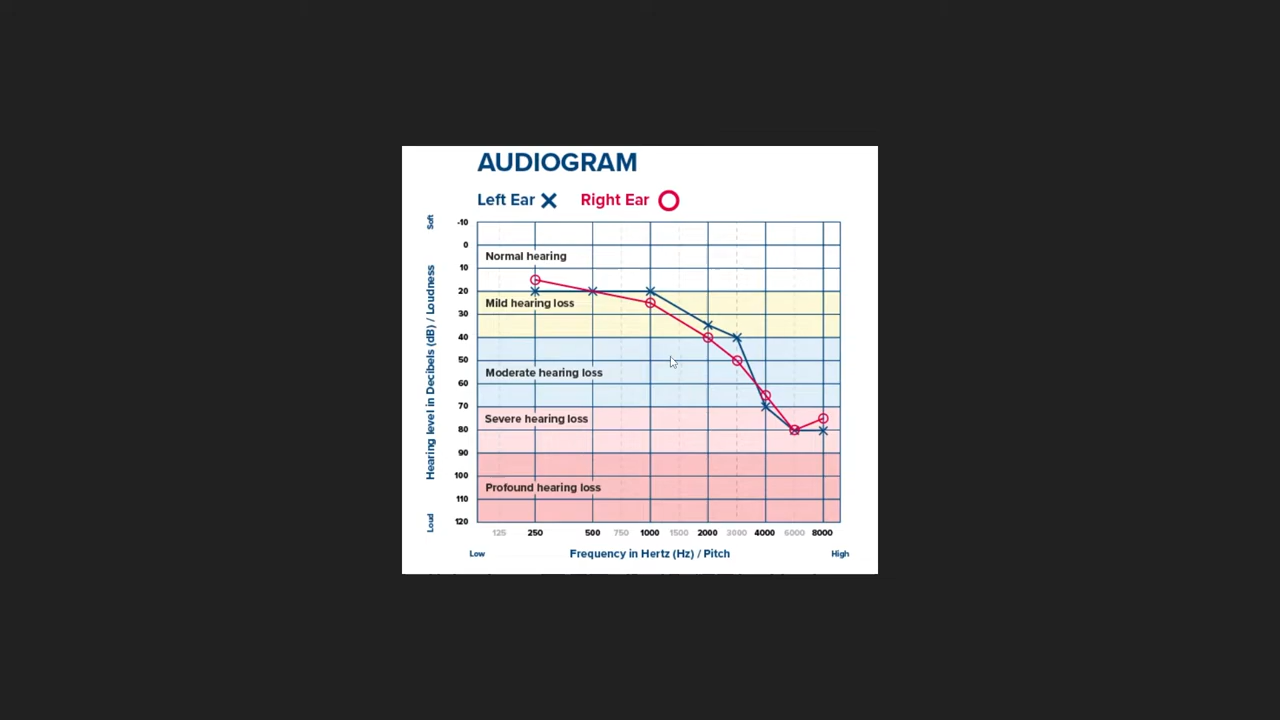 AUDIOGRAM
Left Ear Right Ear
Soft
Hearing level in Decibels (dB) / Loudness
Loud
-10
0
Normal hearing
10
20
Mild hearing loss
30
40
50
Moderate hearing loss
60
70
Severe hearing loss
80
90
100
Profound hearing loss
110
120
125 250 500 750 1000 1500 2000 3000 4000 6000 8000
Low Frequency in Hertz (Hz) / Pitch High